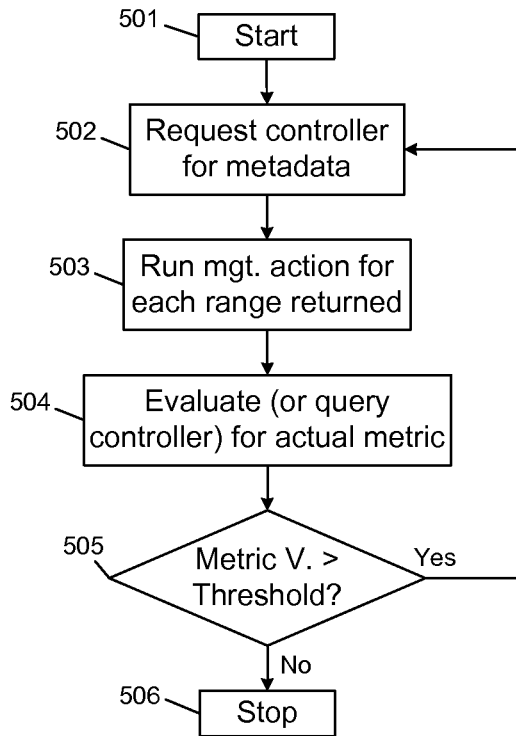 501
Start
502
Request controller
for metadata
503
Run mgt. action for
each range returned
504
Evaluate (or query
controller) for actual metric
505
Metric V. >
Threshold?
Yes
No
506
Stop